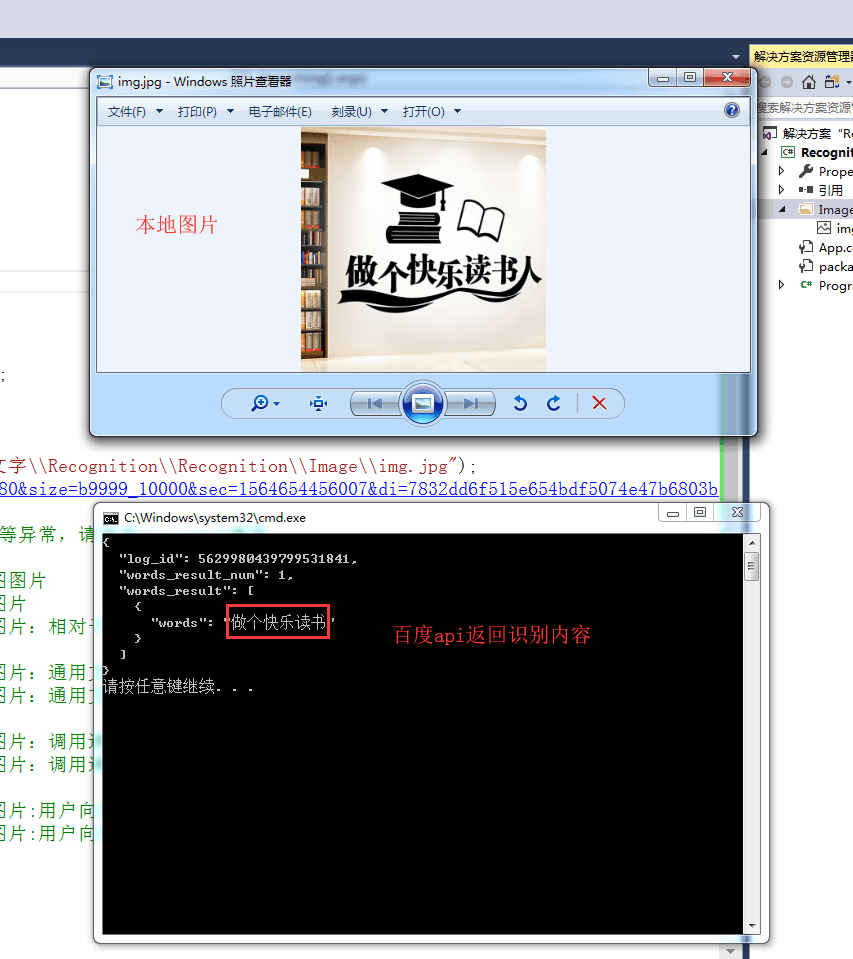 解决方案资源管理器
img.jpg - Windows 照片查看器
文件(F) 打印(P) 电子邮件(E) 刻录(U) 打开(O)
搜索解决方案资源
解决方案 "Re
Recogniti
Prope
引用
Image
img
App.c
packa
C# Progr
本地图片
做个快乐读书人
;
文字\\Recognition\\Recognition\\Image\\img.jpg");
80&size=b9999_10000&sec=1564654456007&di=7832dd6f515e654bdf5074e47b6803b
等异常，请
图图片
图片
图片：相对于
图片：通用文
图片：通用文
图片：调用通
图片：调用通
图片:用户向
图片:用户向
C:\Windows\system32\cmd.exe
{
"log_id": 5629980439799531841,
"words_result_num": 1,
"words_result": [
{
"words": "做个快乐读书"
}
]
}
请按任意键继续. . .
百度api返回识别内容